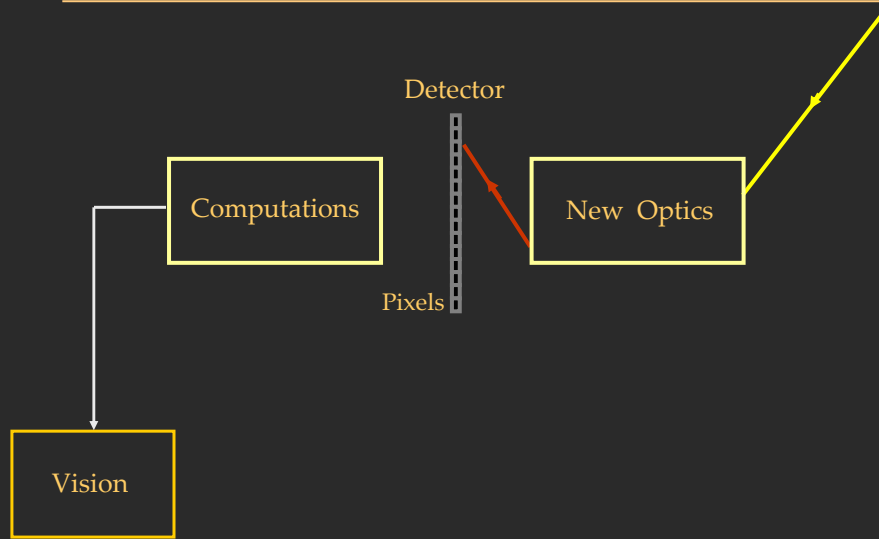 Detector
Computations
New Optics
Pixels
Vision